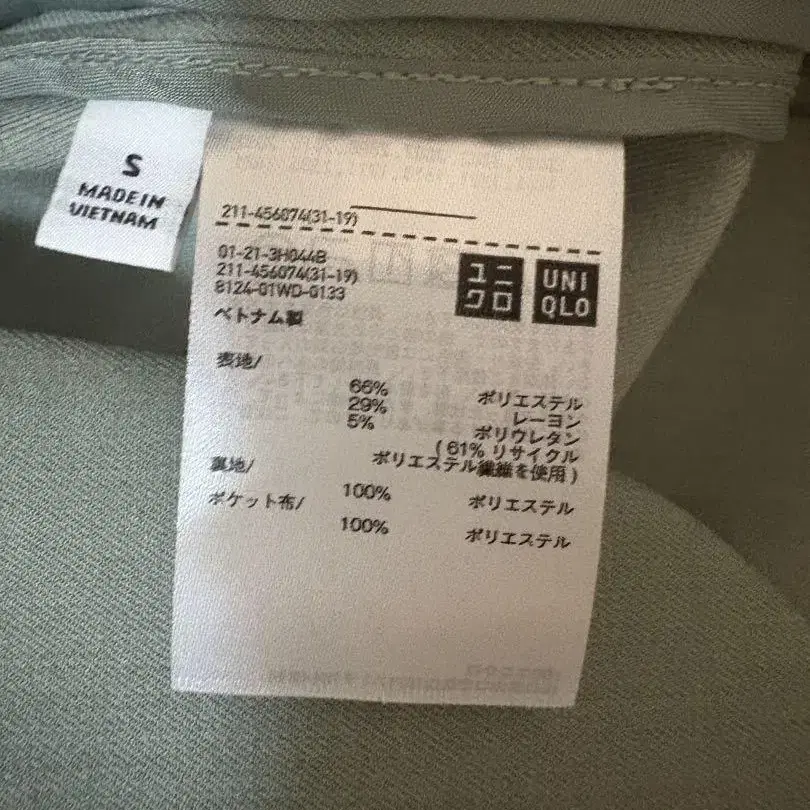 S
MADE IN
VIETNAM
211-456074(31-19)
01-21-3H044B
211-456074(31-19)
8124-01WD-0133
ベトナム製
ユニ
クロ
UNI
QLO
表地/
66% ポリエステル
29% レーヨン
5% ポリウレタン
(61% リサイクル
ポリエステル繊維を使用)
裏地/
100% ポリエステル
ポケット布/
100% ポリエステル